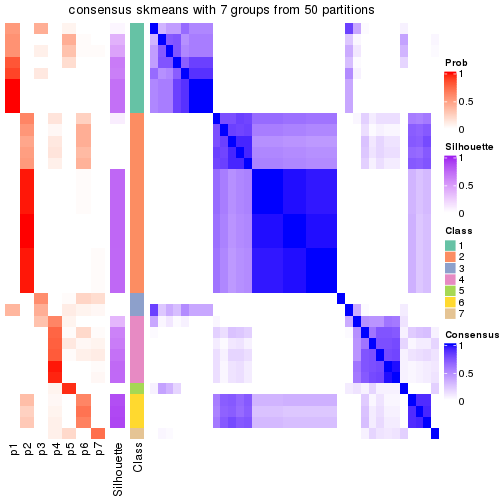 consensus skmeans with 7 groups from 50 partitions
Prob
1
0.5
0
Silhouette
1
0.5
0
Class
1
2
3
4
5
6
7
Consensus
1
0.5
0
p1
p2
p3
p4
p5
p6
p7
Silhouette
Class